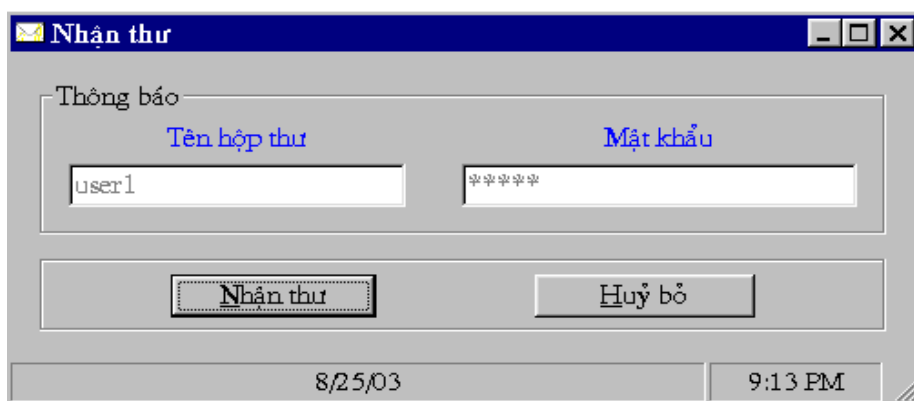 Nhận thư
Thông báo
Tên hộp thư Mật khẩu
user1 *****
Nhận thư Huỷ bỏ
8/25/03 9:13 PM